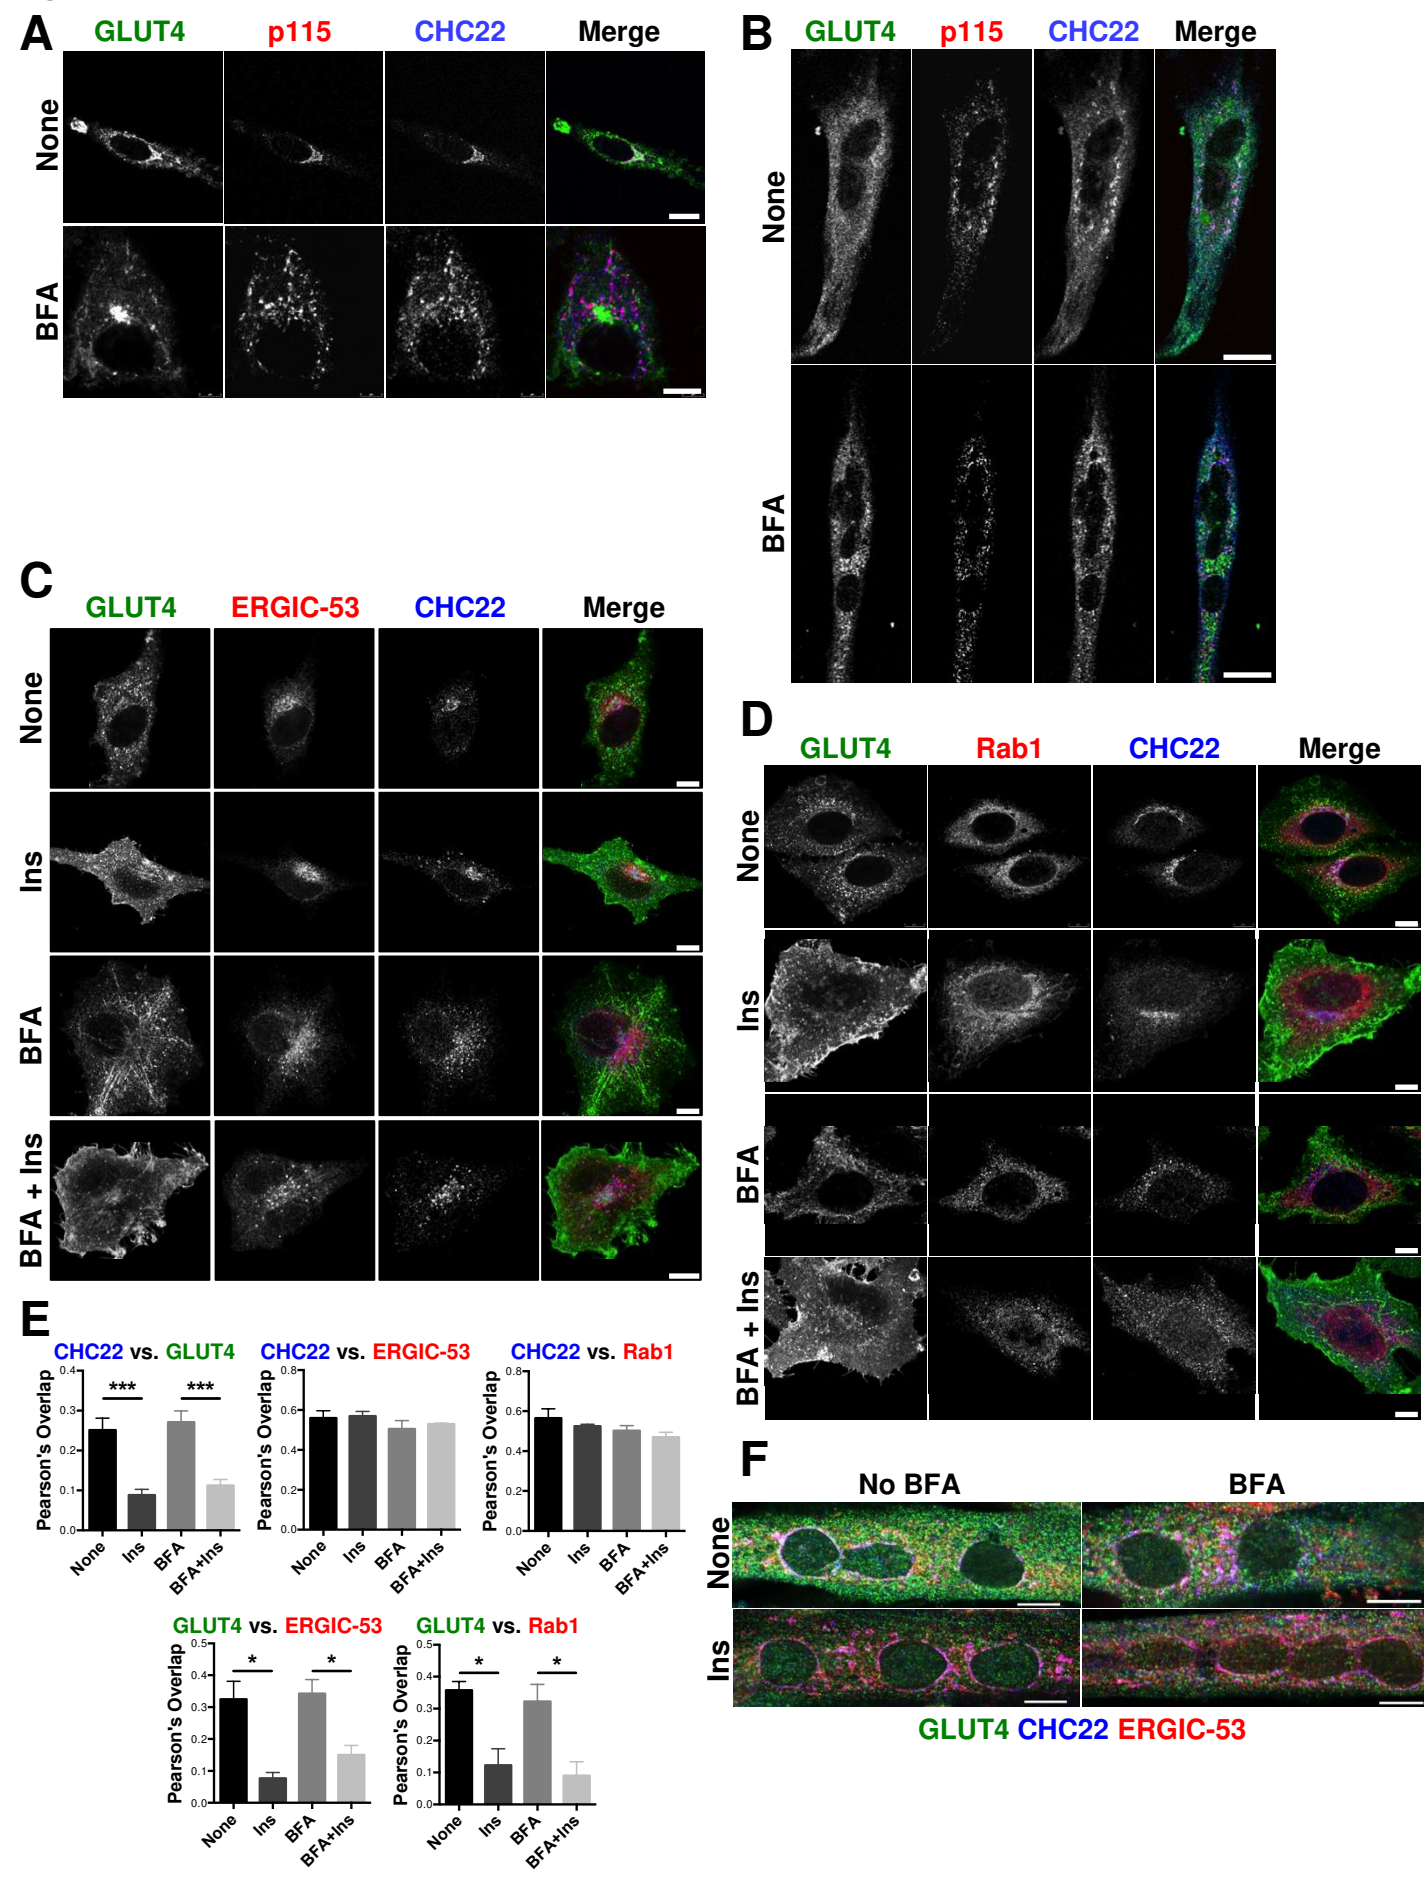 A
GLUT4 p115 CHC22 Merge
None
BFA
B
GLUT4 p115 CHC22 Merge
None
BFA
C
GLUT4 ERGIC-53 CHC22 Merge
None
Ins
BFA
BFA + Ins
D
GLUT4 Rab1 CHC22 Merge
None
Ins
BFA
BFA + Ins
E
CHC22 vs. GLUT4
Pearson's Overlap
0.4
0.3
0.2
0.1
0.0
*** ***
None Ins BFA BFA+Ins
CHC22 vs. ERGIC-53
Pearson's Overlap
0.8
0.6
0.4
0.2
0.0
None Ins BFA BFA+Ins
CHC22 vs. Rab1
Pearson's Overlap
0.8
0.6
0.4
0.2
0.0
None Ins BFA BFA+Ins
GLUT4 vs. ERGIC-53
Pearson's Overlap
0.5
0.4
0.3
0.2
0.1
0.0
* *
None Ins BFA BFA+Ins
GLUT4 vs. Rab1
Pearson's Overlap
0.5
0.4
0.3
0.2
0.1
0.0
* *
None Ins BFA BFA+Ins
F
No BFA BFA
None
Ins
GLUT4 CHC22 ERGIC-53